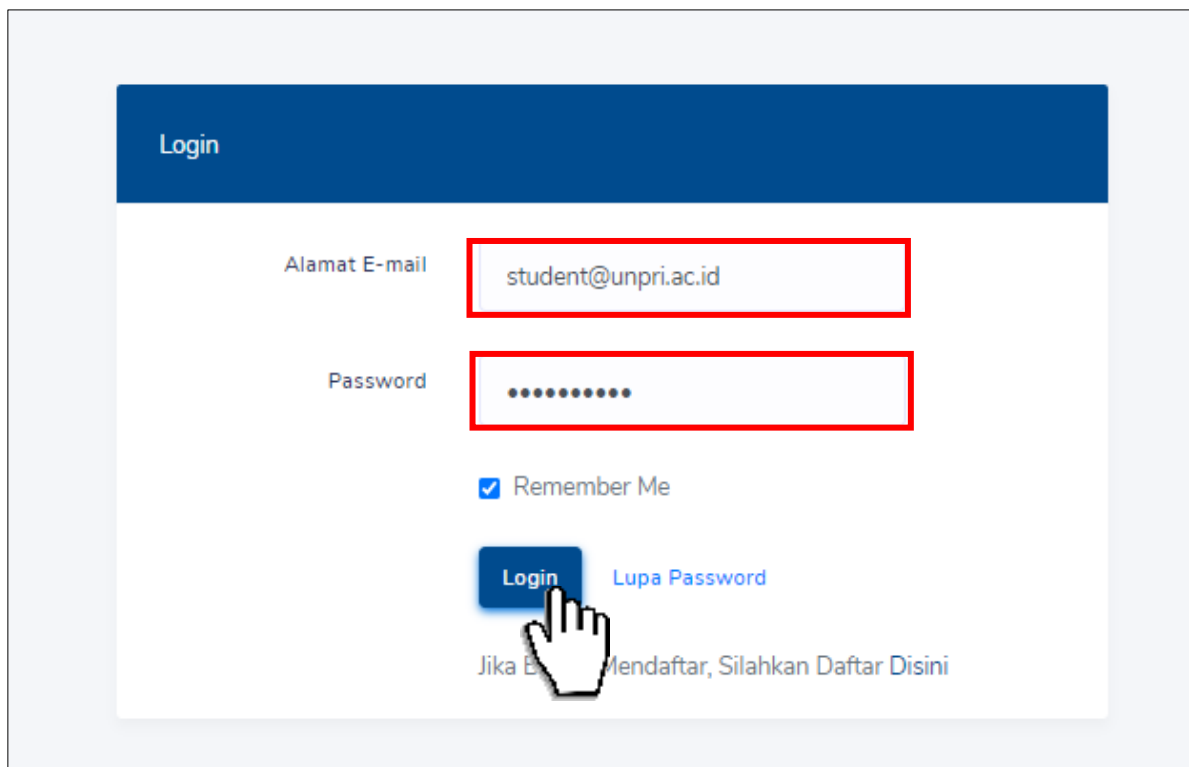 Login
Alamat E-mail
student@unpri.ac.id
Password
••••••••••
Remember Me
Login Lupa Password
Jika Mendaftar, Silahkan Daftar Disini